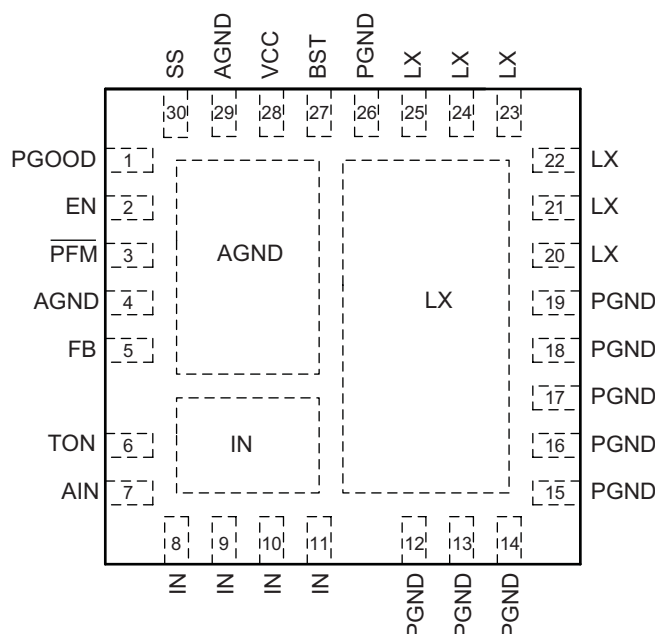 SS AGND VCC BST PGND LX LX LX
30 29 28 27 26 25 24 23
PGOOD 1 22 LX
EN 2 21 LX
PFM 3 AGND 20 LX
AGND 4 LX 19 PGND
FB 5 18 PGND
17 PGND
TON 6 IN 16 PGND
AIN 7 15 PGND
8 9 10 11 12 13 14
IN IN IN IN PGND PGND PGND